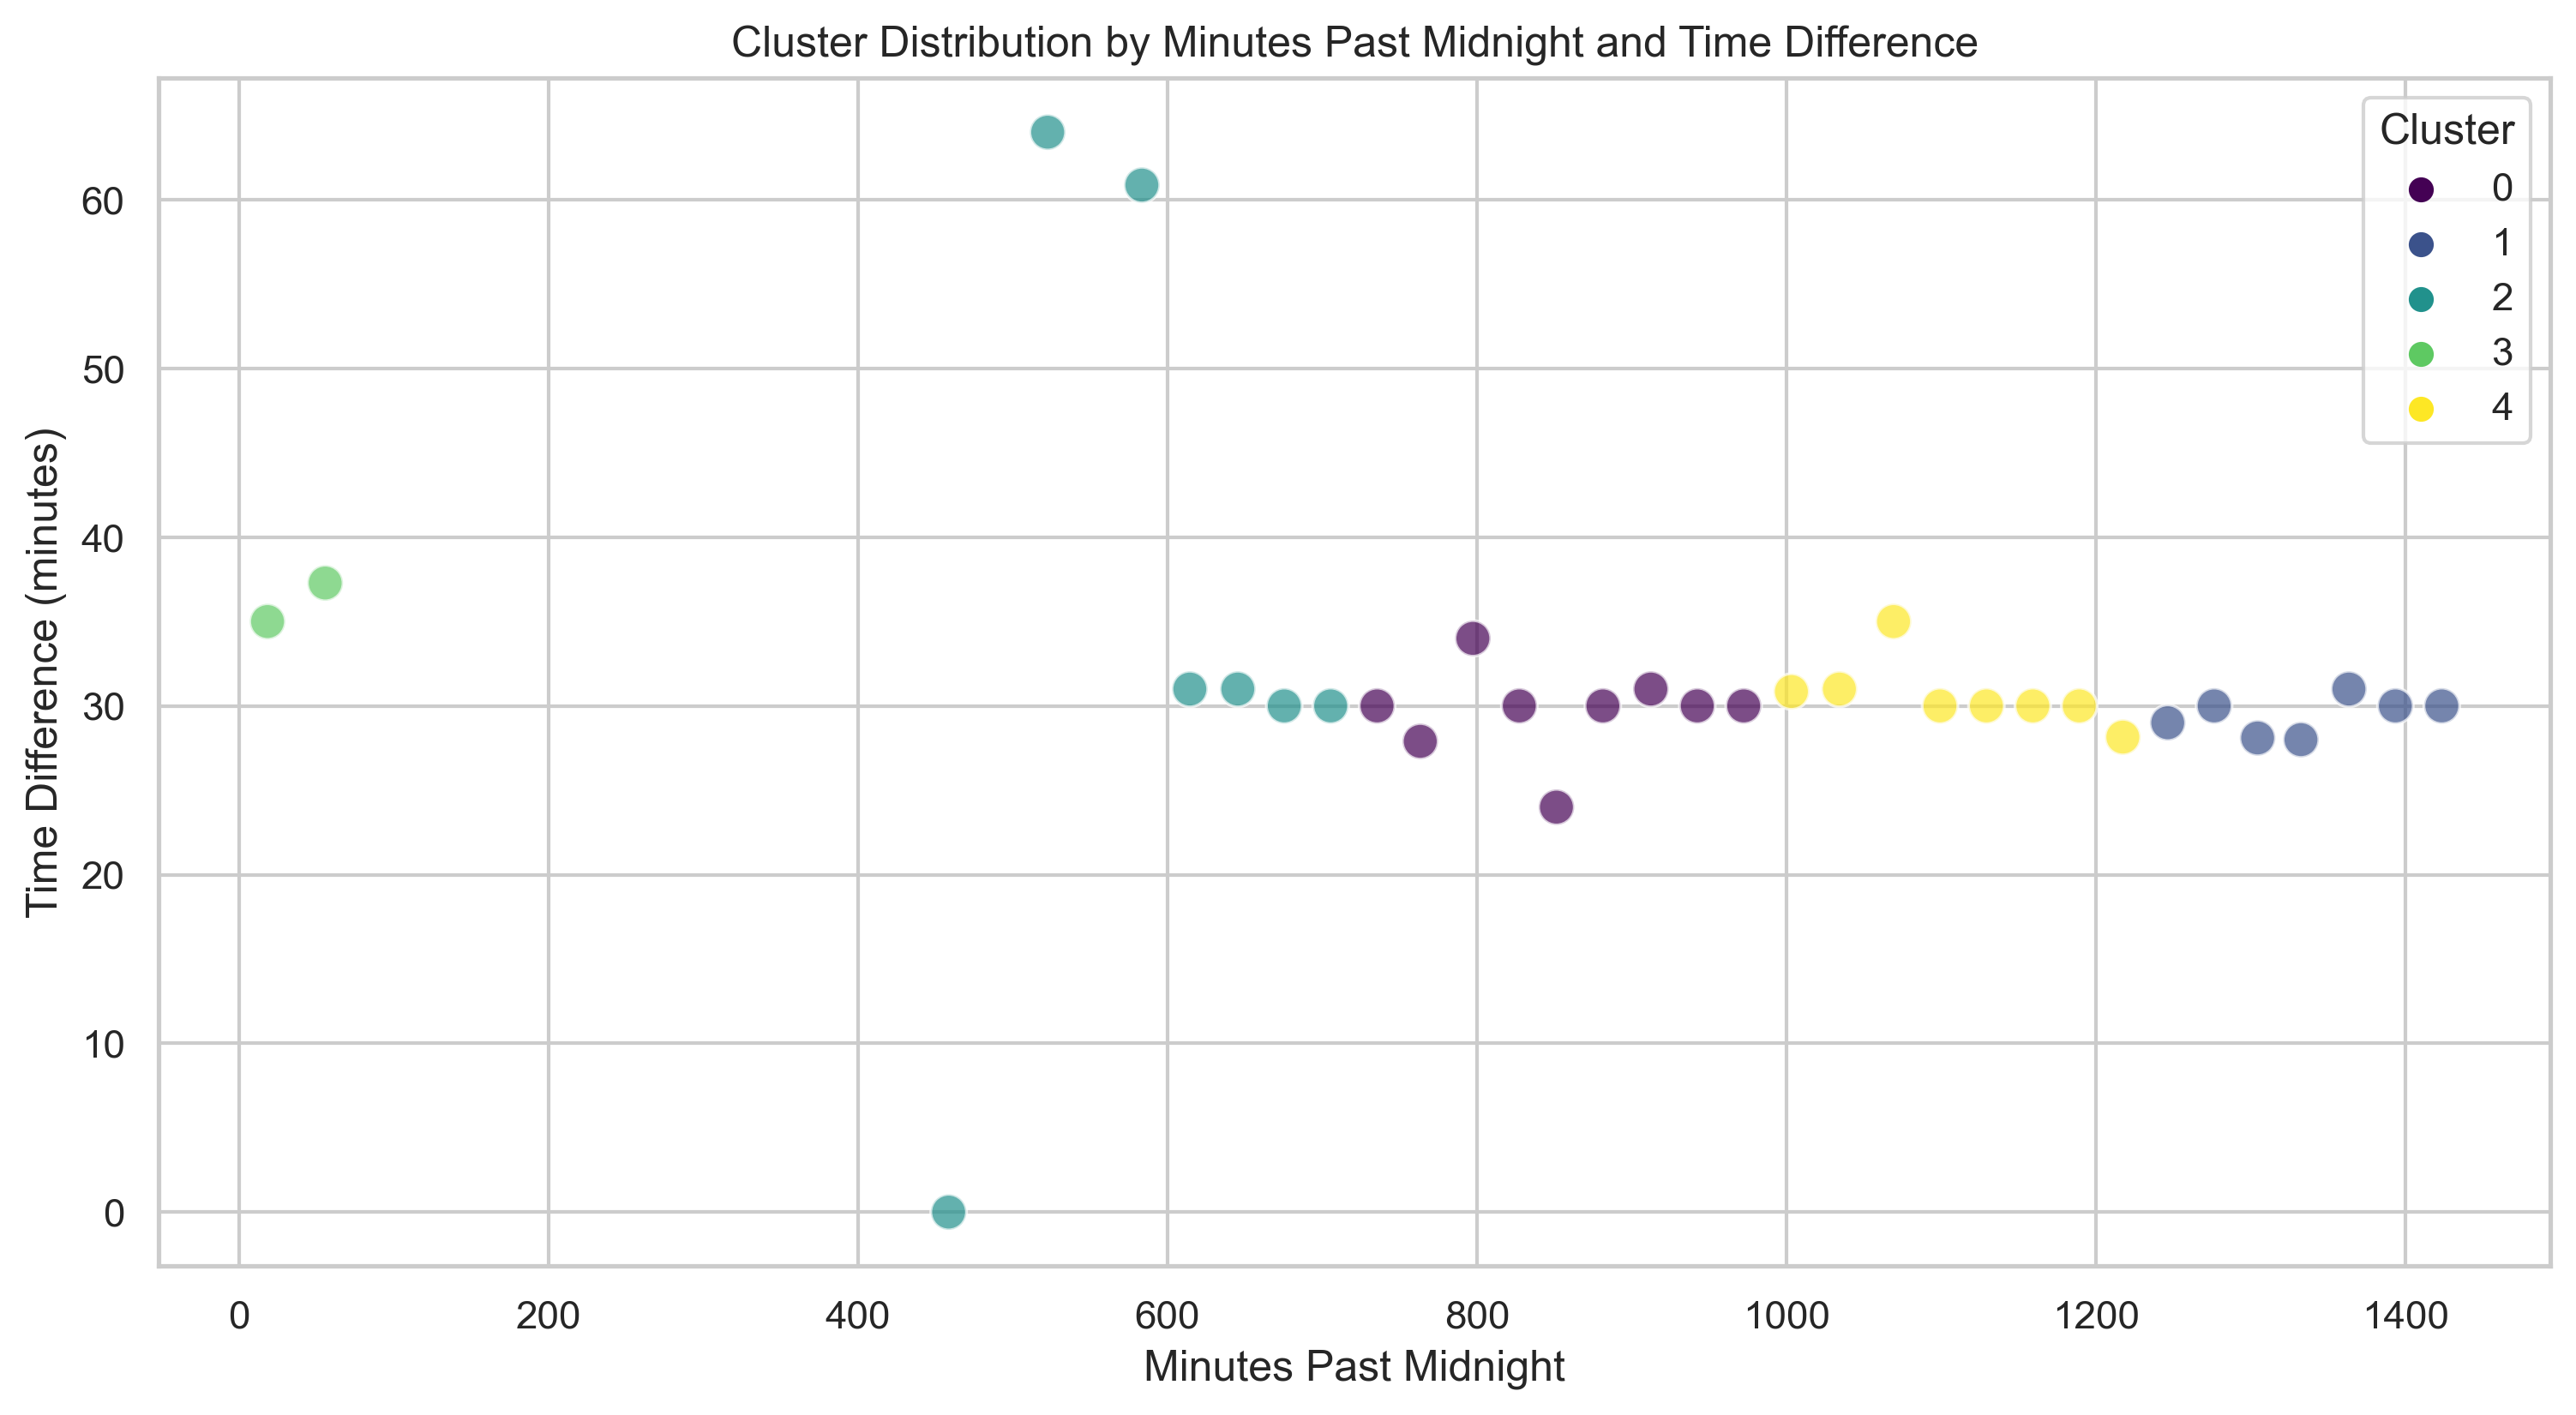 Cluster Distribution by Minutes Past Midnight and Time Difference
Cluster
0
1
2
3
4
Time Difference (minutes)
60
50
40
30
20
10
0
0 200 400 600 800 1000 1200 1400
Minutes Past Midnight